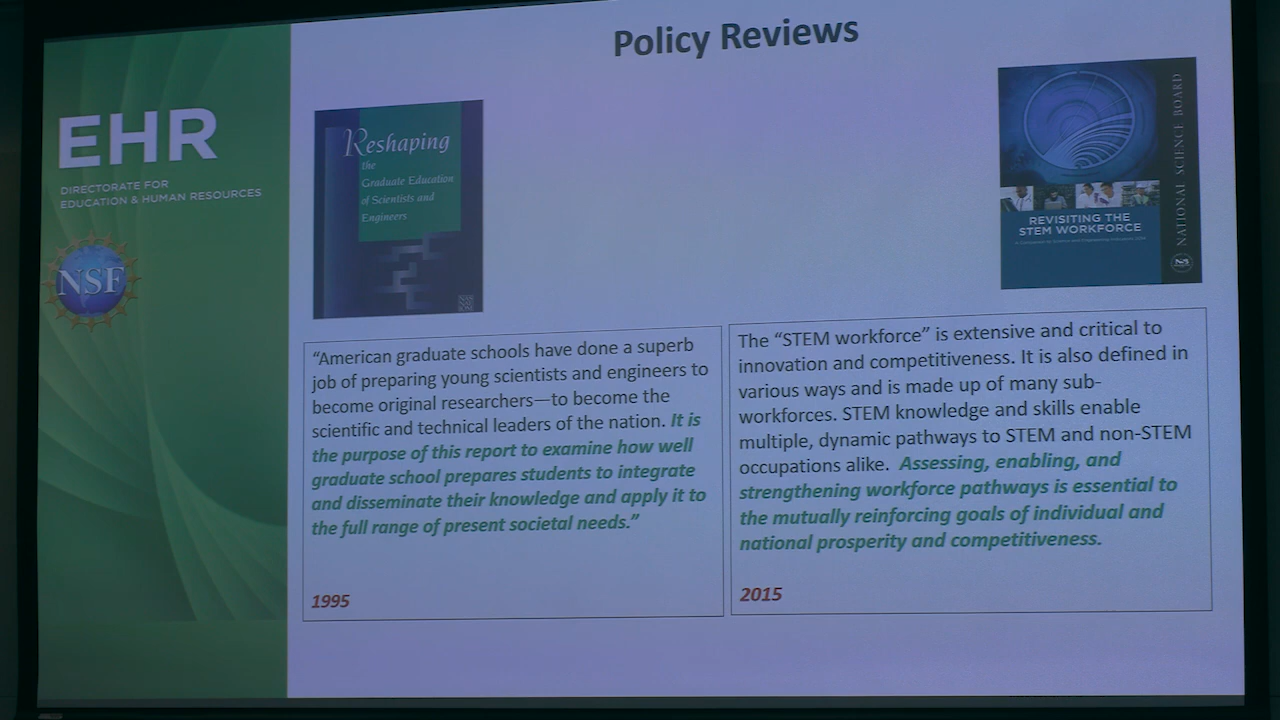 Policy Reviews
EHR
DIRECTORATE FOR
EDUCATION & HUMAN RESOURCES
NSF
Reshaping
the
Graduate Education
of Scientists and
Engineers
REVISITING THE
STEM WORKFORCE
NATIONAL SCIENCE BOARD
“American graduate schools have done a superb
job of preparing young scientists and engineers to
become original researchers—to become the
scientific and technical leaders of the nation. It is
the purpose of this report to examine how well
graduate school prepares students to integrate
and disseminate their knowledge and apply it to
the full range of present societal needs.”
1995
The “STEM workforce” is extensive and critical to
innovation and competitiveness. It is also defined in
various ways and is made up of many sub-
workforces. STEM knowledge and skills enable
multiple, dynamic pathways to STEM and non-STEM
occupations alike. Assessing, enabling, and
strengthening workforce pathways is essential to
the mutually reinforcing goals of individual and
national prosperity and competitiveness.
2015